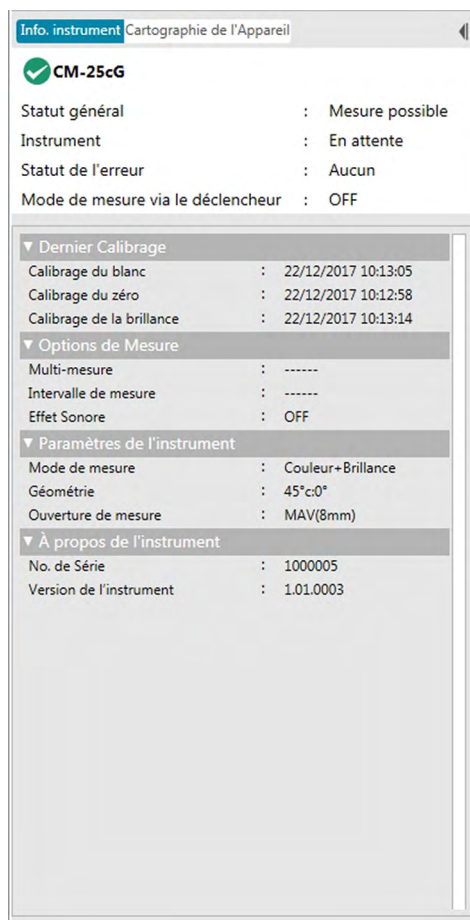 Info. instrument Cartographie de l'Appareil
CM-25cG
Statut général : Mesure possible
Instrument : En attente
Statut de l'erreur : Aucun
Mode de mesure via le déclencheur : OFF
▼ Dernier Calibrage
Calibrage du blanc : 22/12/2017 10:13:05
Calibrage du zéro : 22/12/2017 10:12:58
Calibrage de la brillance : 22/12/2017 10:13:14
▼ Options de Mesure
Multi-mesure : ------
Intervalle de mesure : ------
Effet Sonore : OFF
▼ Paramètres de l'instrument
Mode de mesure : Couleur+Brillance
Géométrie : 45°c:0°
Ouverture de mesure : MAV(8mm)
▼ À propos de l'instrument
No. de Série : 1000005
Version de l'instrument : 1.01.0003